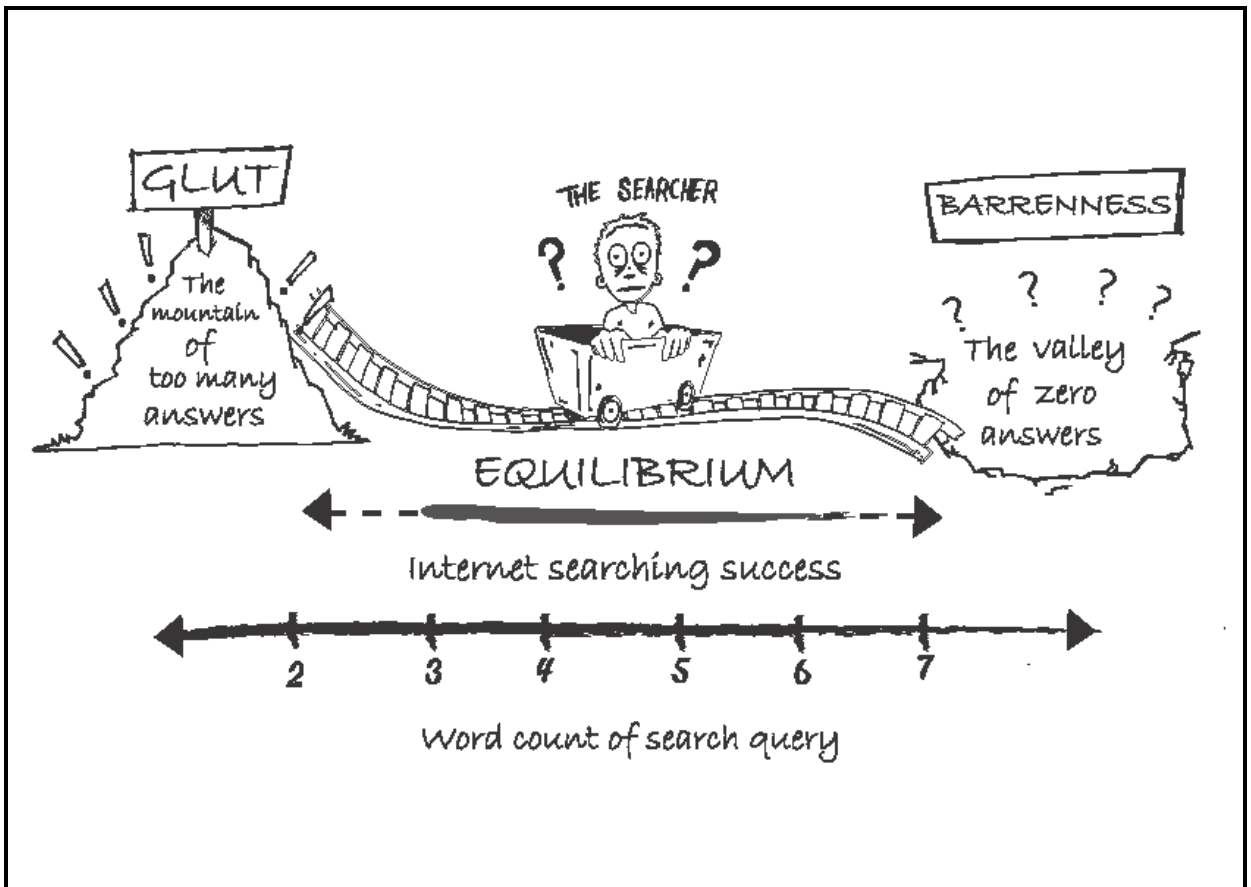 GLUT
The
mountain
of
too many
answers
THE SEARCHER
? ?
BARRENNESS
? ? ? ?
The valley
of zero
answers
! ! ! !
EQUILIBRIUM
Internet searching success
2 3 4 5 6 7
Word count of search query